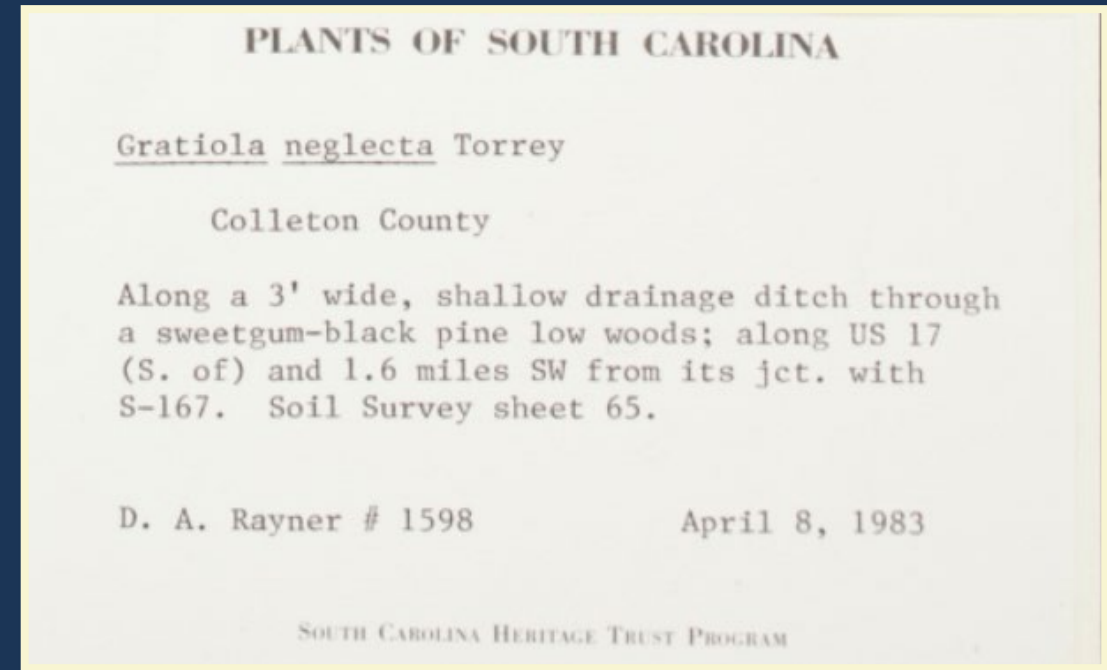 PLANTS OF SOUTH CAROLINA
Gratiola neglecta Torrey
Colleton County
Along a 3' wide, shallow drainage ditch through
a sweetgum-black pine low woods; along US 17
(S. of) and 1.6 miles SW from its jct. with
S-167. Soil Survey sheet 65.
D. A. Rayner # 1598 April 8, 1983
SOUTH CAROLINA HERITAGE TRUST PROGRAM